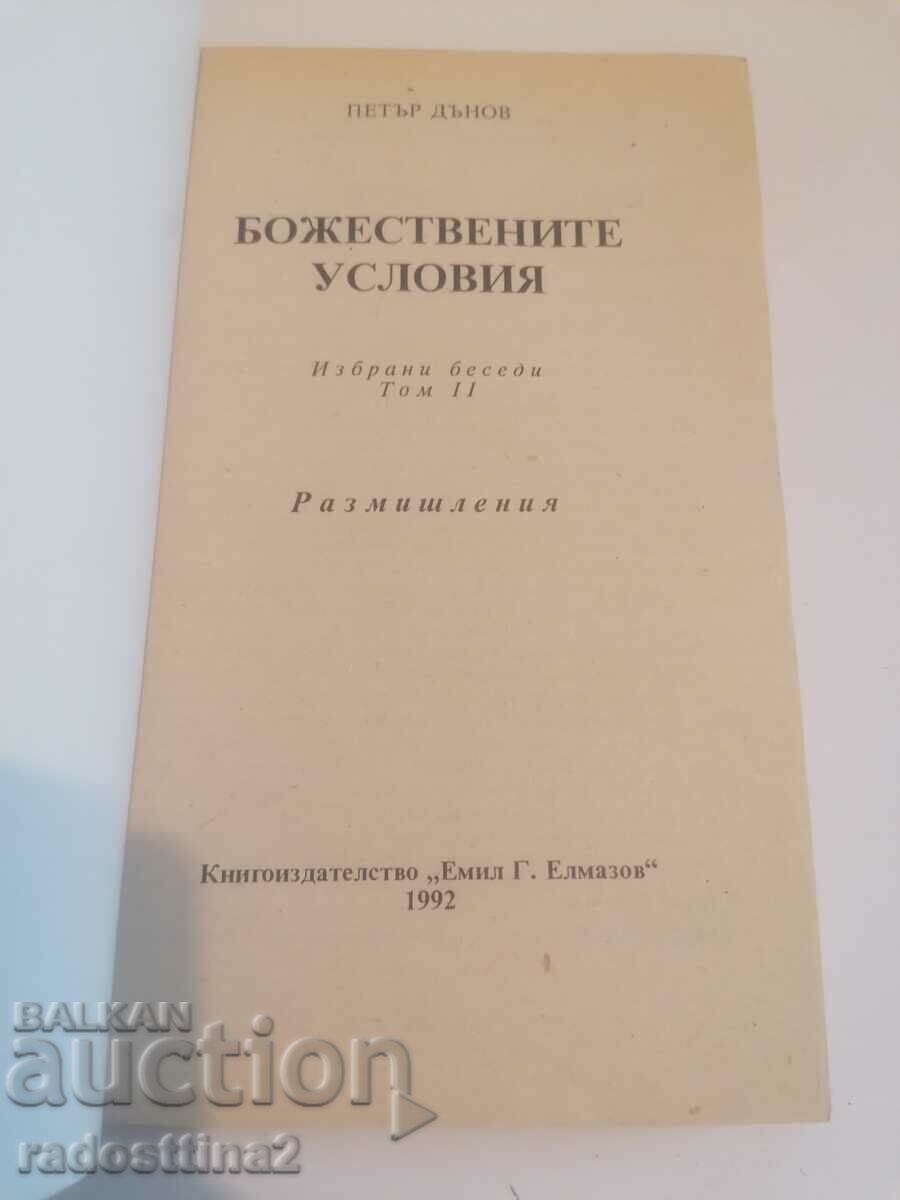 ПЕТЪР ДЪНОВ
БОЖЕСТВЕНИТЕ
УСЛОВИЯ
Избрани беседи
Том II
Размишления
Книгоиздателство „Емил Г. Елмазов“
1992
BALKAN
auction
radosttina2